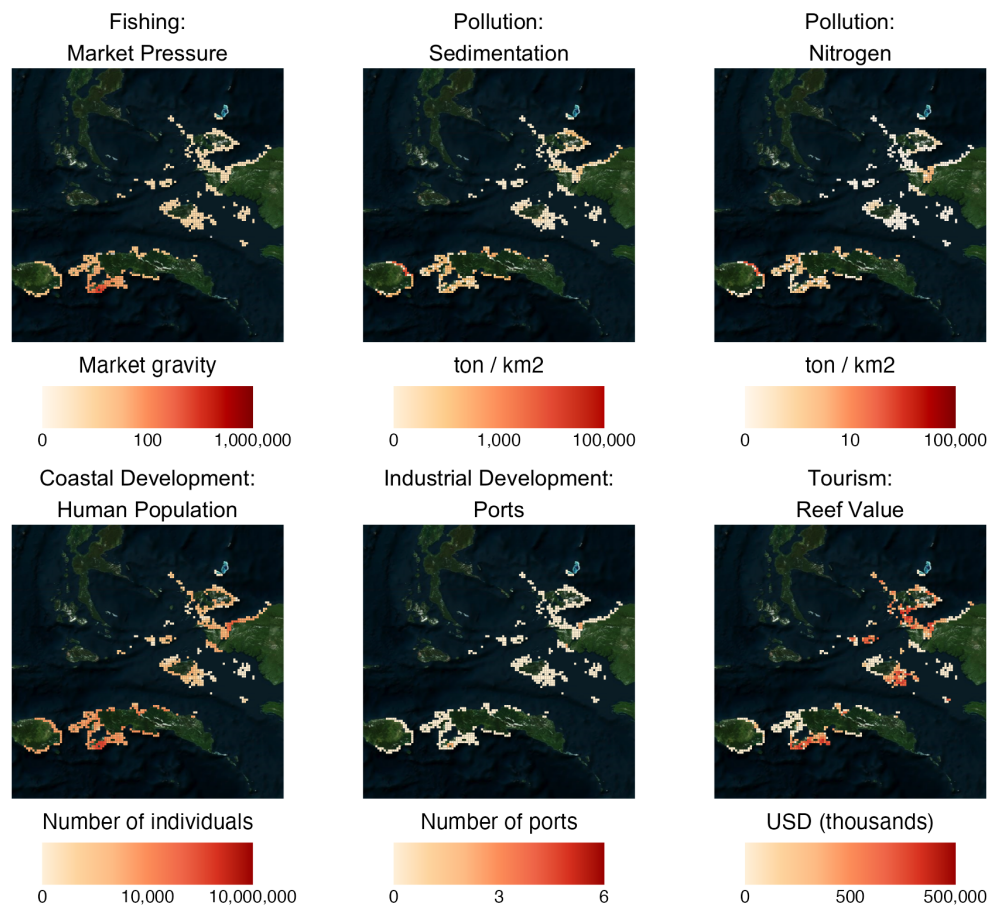 Fishing:
Market Pressure
Pollution:
Sedimentation
Pollution:
Nitrogen
Market gravity
0 100 1,000,000
ton / km2
0 1,000 100,000
ton / km2
0 10 100,000
Coastal Development:
Human Population
Industrial Development:
Ports
Tourism:
Reef Value
Number of individuals
0 10,000 10,000,000
Number of ports
0 3 6
USD (thousands)
0 500 500,000